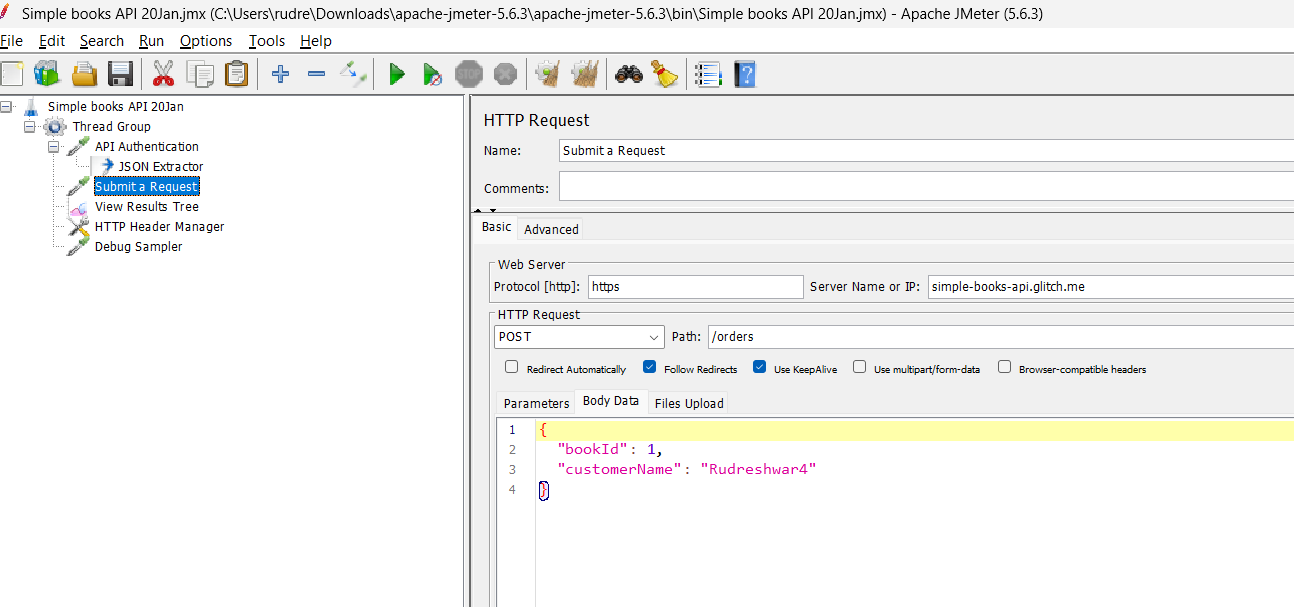 Simple books API 20Jan.jmx (C:\Users\rudre\Downloads\apache-jmeter-5.6.3\apache-jmeter-5.6.3\bin\Simple books API 20Jan.jmx) - Apache JMeter (5.6.3)
File Edit Search Run Options Tools Help
STOP
Simple books API 20Jan
Thread Group
API Authentication
JSON Extractor
Submit a Request
View Results Tree
HTTP Header Manager
Debug Sampler
HTTP Request
Name: Submit a Request
Comments:
Basic Advanced
Web Server
Protocol [http]: https Server Name or IP: simple-books-api.glitch.me
HTTP Request
POST Path: /orders
Redirect Automatically Follow Redirects Use KeepAlive Use multipart/form-data Browser-compatible headers
Parameters Body Data Files Upload
1 {
2 "bookId": 1,
3 "customerName": "Rudreshwar4"
4 }